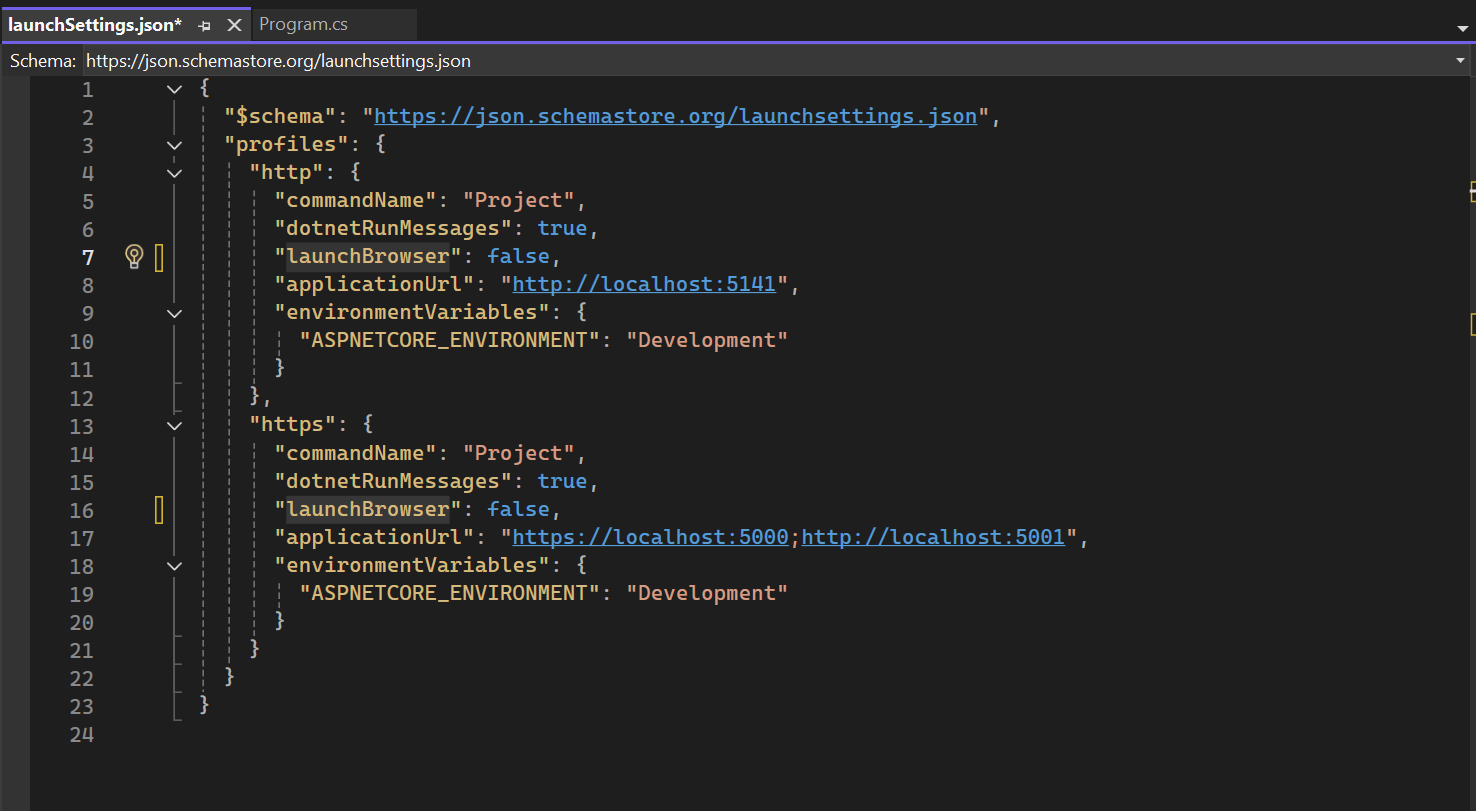 launchSettings.json*
Program.cs
Schema: https://json.schemastore.org/launchsettings.json
1 {
2 "$schema": "https://json.schemastore.org/launchsettings.json",
3 "profiles": {
4 "http": {
5 "commandName": "Project",
6 "dotnetRunMessages": true,
7 "launchBrowser": false,
8 "applicationUrl": "http://localhost:5141",
9 "environmentVariables": {
10 "ASPNETCORE_ENVIRONMENT": "Development"
11 }
12 },
13 "https": {
14 "commandName": "Project",
15 "dotnetRunMessages": true,
16 "launchBrowser": false,
17 "applicationUrl": "https://localhost:5000;http://localhost:5001",
18 "environmentVariables": {
19 "ASPNETCORE_ENVIRONMENT": "Development"
20 }
21 }
22 }
23 }
24